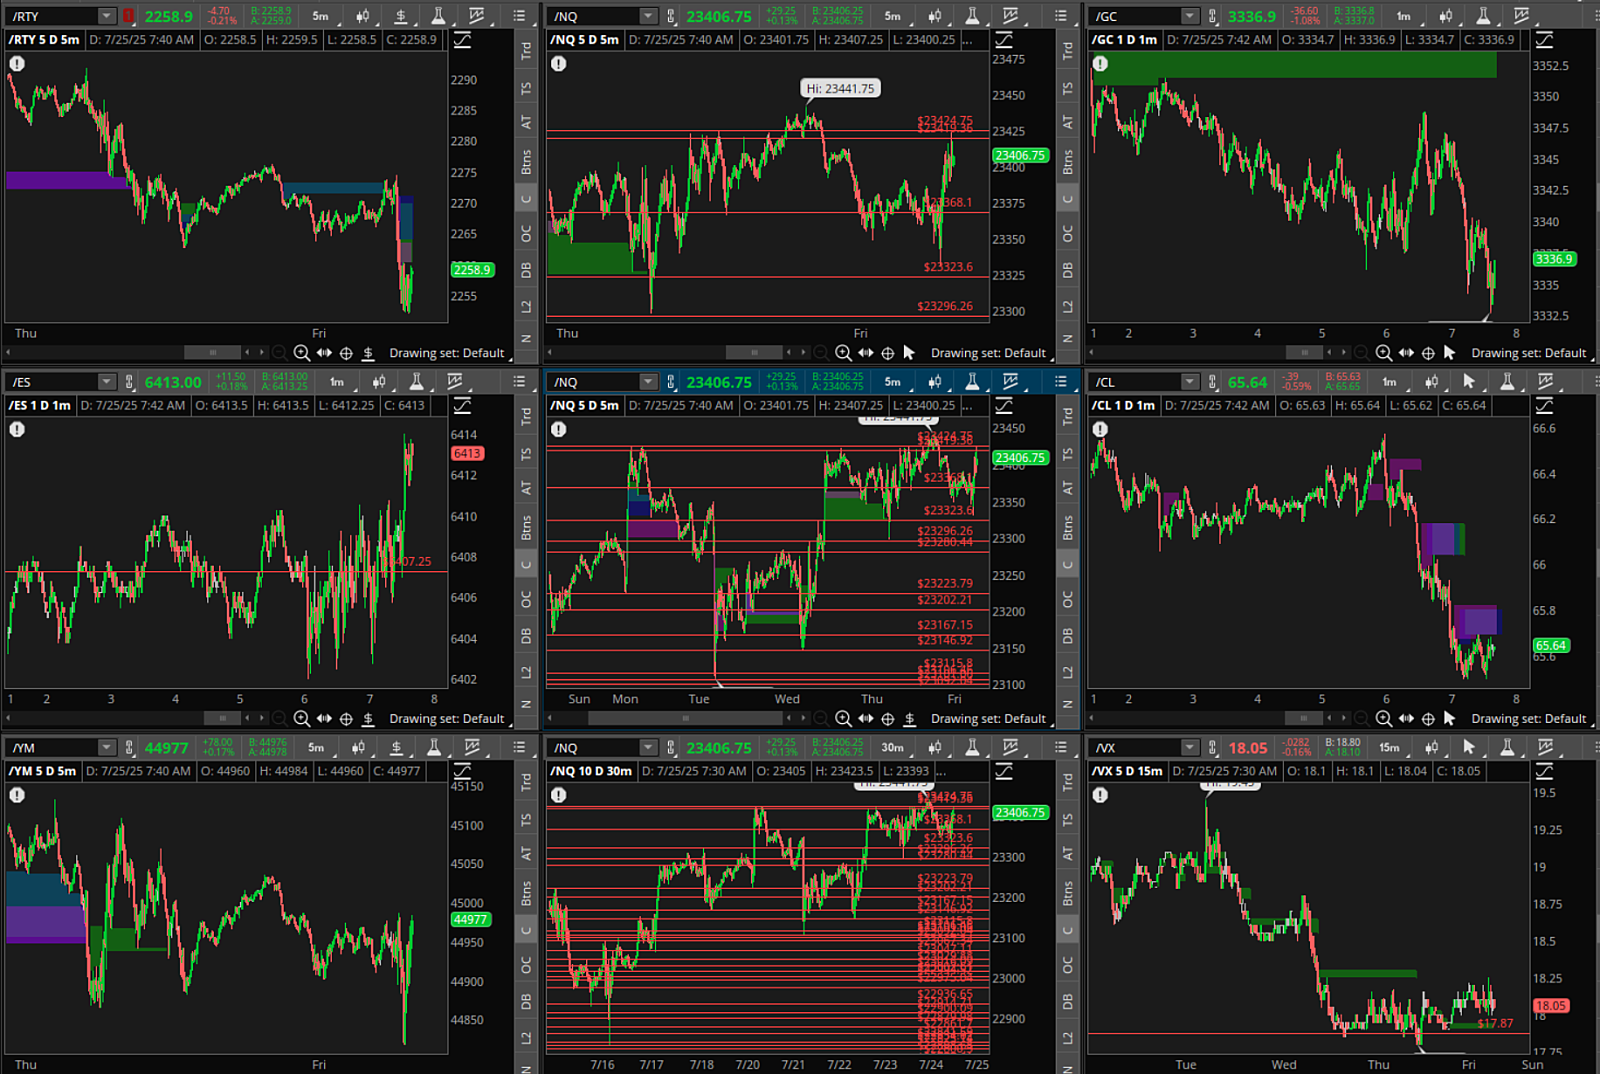 /RTY 2258.9 -4.70 -0.21% B: 2258.9 A: 2259.0 5m
/RTY 5 D 5m D: 7/25/25 7:40 AM O: 2258.5 H: 2259.5 L: 2258.5 C: 2258.9
2290
2285
2280
2275
2270
2265
2258.9
2255
Thu Fri
Drawing set: Default
Trd
TS
AT
Btns
C
OC
DB
L2
N
/NQ 23406.75 +29.25 +0.13% B: 23406.25 A: 23406.75 5m
/NQ 5 D 5m D: 7/25/25 7:40 AM O: 23401.75 H: 23407.25 L: 23400.25 ...
Hi: 23441.75
$23424.75
$23368.1
$23323.6
$23296.26
23475
23450
23425
23406.75
23400
23375
23350
23325
23300
Thu Fri
Drawing set: Default
Trd
TS
AT
Btns
C
OC
DB
L2
N
/GC 3336.9 -36.60 -1.08% B: 3336.8 A: 3337.0 1m
/GC 1 D 1m D: 7/25/25 7:42 AM O: 3334.7 H: 3336.9 L: 3334.7 C: 3336.9
3352.5
3350
3347.5
3345
3342.5
3340
3336.9
3335
3332.5
1 2 3 4 5 6 7 8
Drawing set: Default
/ES 6413.00 +11.50 +0.18% B: 6413.00 A: 6413.25 1m
/ES 1 D 1m D: 7/25/25 7:42 AM O: 6413.5 H: 6413.5 L: 6412.25 C: 6413
6414
6413
6412
6410
6408
6406
6404
6402
1 2 3 4 5 6 7 8
Drawing set: Default
Trd
TS
AT
Btns
C
OC
DB
L2
N
/NQ 23406.75 +29.25 +0.13% B: 23406.25 A: 23406.75 5m
/NQ 5 D 5m D: 7/25/25 7:40 AM O: 23401.75 H: 23407.25 L: 23400.25 ...
$23323.6
$23296.26
$23280.44
$23223.79
$23202.21
$23167.15
$23146.92
$23115.8
23450
23406.75
23350
23300
23250
23200
23150
23100
Sun Mon Tue Wed Thu Fri
Drawing set: Default
Trd
TS
AT
Btns
C
OC
DB
L2
N
/CL 65.64 -.39 -0.59% B: 65.63 A: 65.65 1m
/CL 1 D 1m D: 7/25/25 7:42 AM O: 65.63 H: 65.64 L: 65.62 C: 65.64
66.6
66.4
66.2
66
65.8
65.64
65.6
1 2 3 4 5 6 7 8
Drawing set: Default
/YM 44977 +78.00 +0.17% B: 44976 A: 44978 5m
/YM 5 D 5m D: 7/25/25 7:40 AM O: 44960 H: 44984 L: 44960 C: 44977
45150
45100
45050
45000
44977
44950
44900
44850
Thu Fri
Trd
TS
AT
Btns
C
OC
DB
L2
N
/NQ 23406.75 +29.25 +0.13% B: 23406.25 A: 23406.75 30m
/NQ 10 D 30m D: 7/25/25 7:30 AM O: 23405 H: 23423.5 L: 23393 ...
$23323.6
$23223.79
$23167.15
$22936.65
23406.75
23300
23200
23100
23000
22900
7/16 7/17 7/18 7/20 7/21 7/22 7/24 7/25
Trd
TS
AT
Btns
C
OC
DB
L2
N
/VX 18.05 -.0282 -0.16% B: 18.80 A: 18.10 15m
/VX 5 D 15m D: 7/25/25 7:30 AM O: 18.1 H: 18.1 L: 18.04 C: 18.05
$17.87
19.5
19.25
19
18.75
18.5
18.25
18.05
18
17.75
Tue Wed Thu Fri Sun